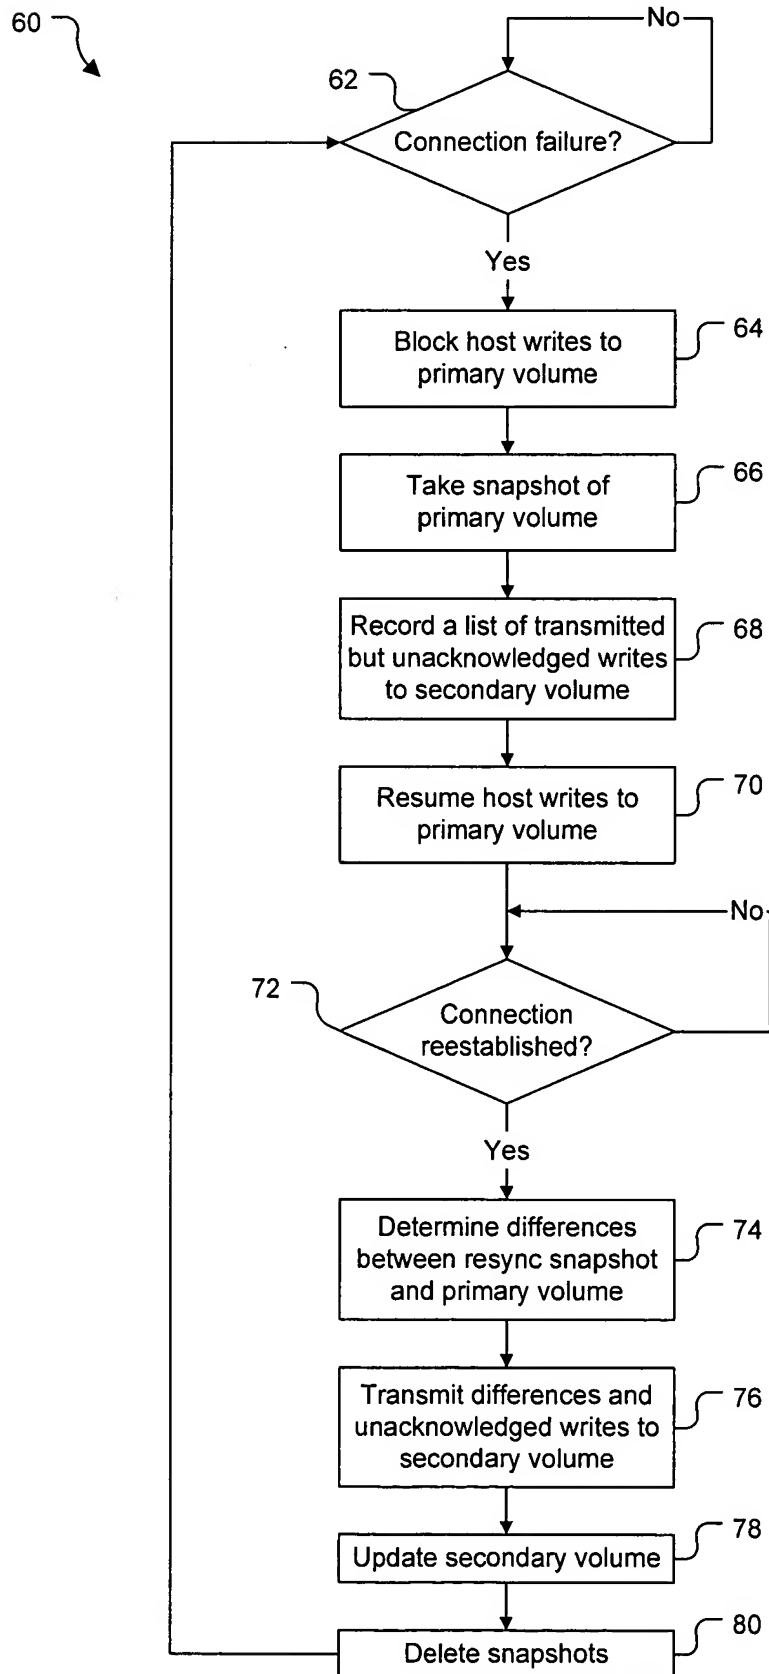 60
No
62
Connection failure?
Yes
64
Block host writes to
primary volume
66
Take snapshot of
primary volume
68
Record a list of transmitted
but unacknowledged writes
to secondary volume
70
Resume host writes to
primary volume
No
72
Connection
reestablished?
Yes
74
Determine differences
between resync snapshot
and primary volume
76
Transmit differences and
unacknowledged writes to
secondary volume
78
Update secondary volume
80
Delete snapshots